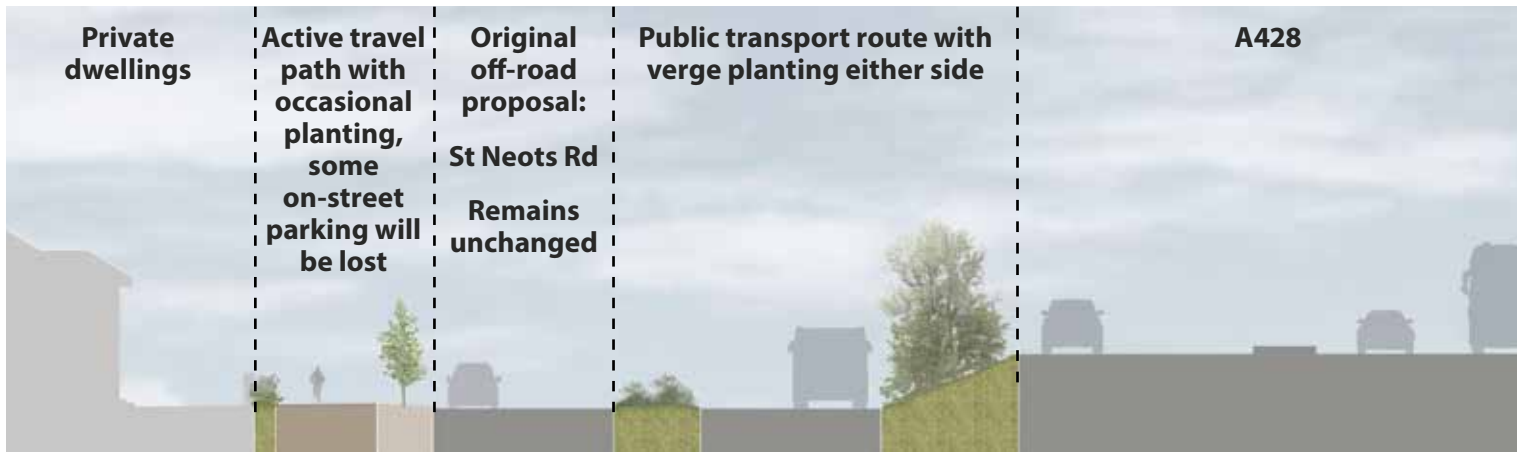 Private
dwellings
Active travel
path with
occasional
planting,
some
on-street
parking will
be lost
Original
off-road
proposal:
St Neots Rd
Remains
unchanged
Public transport route with
verge planting either side
A428